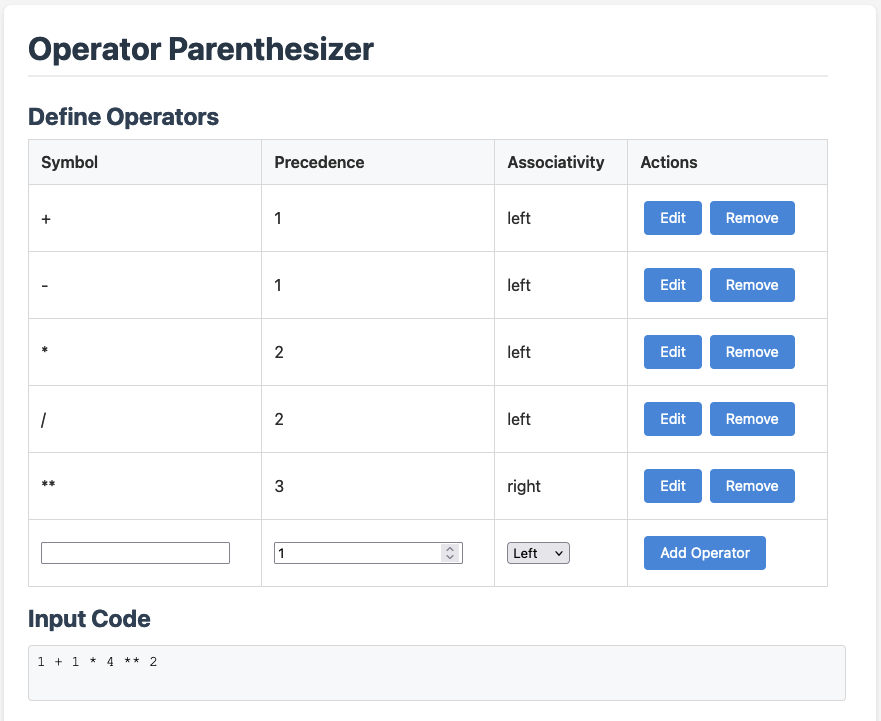 Operator Parenthesizer
Define Operators
Symbol Precedence Associativity Actions
+ 1 left Edit Remove
- 1 left Edit Remove
* 2 left Edit Remove
/ 2 left Edit Remove
** 3 right Edit Remove
1 Left Add Operator
Input Code
1 + 1 * 4 ** 2